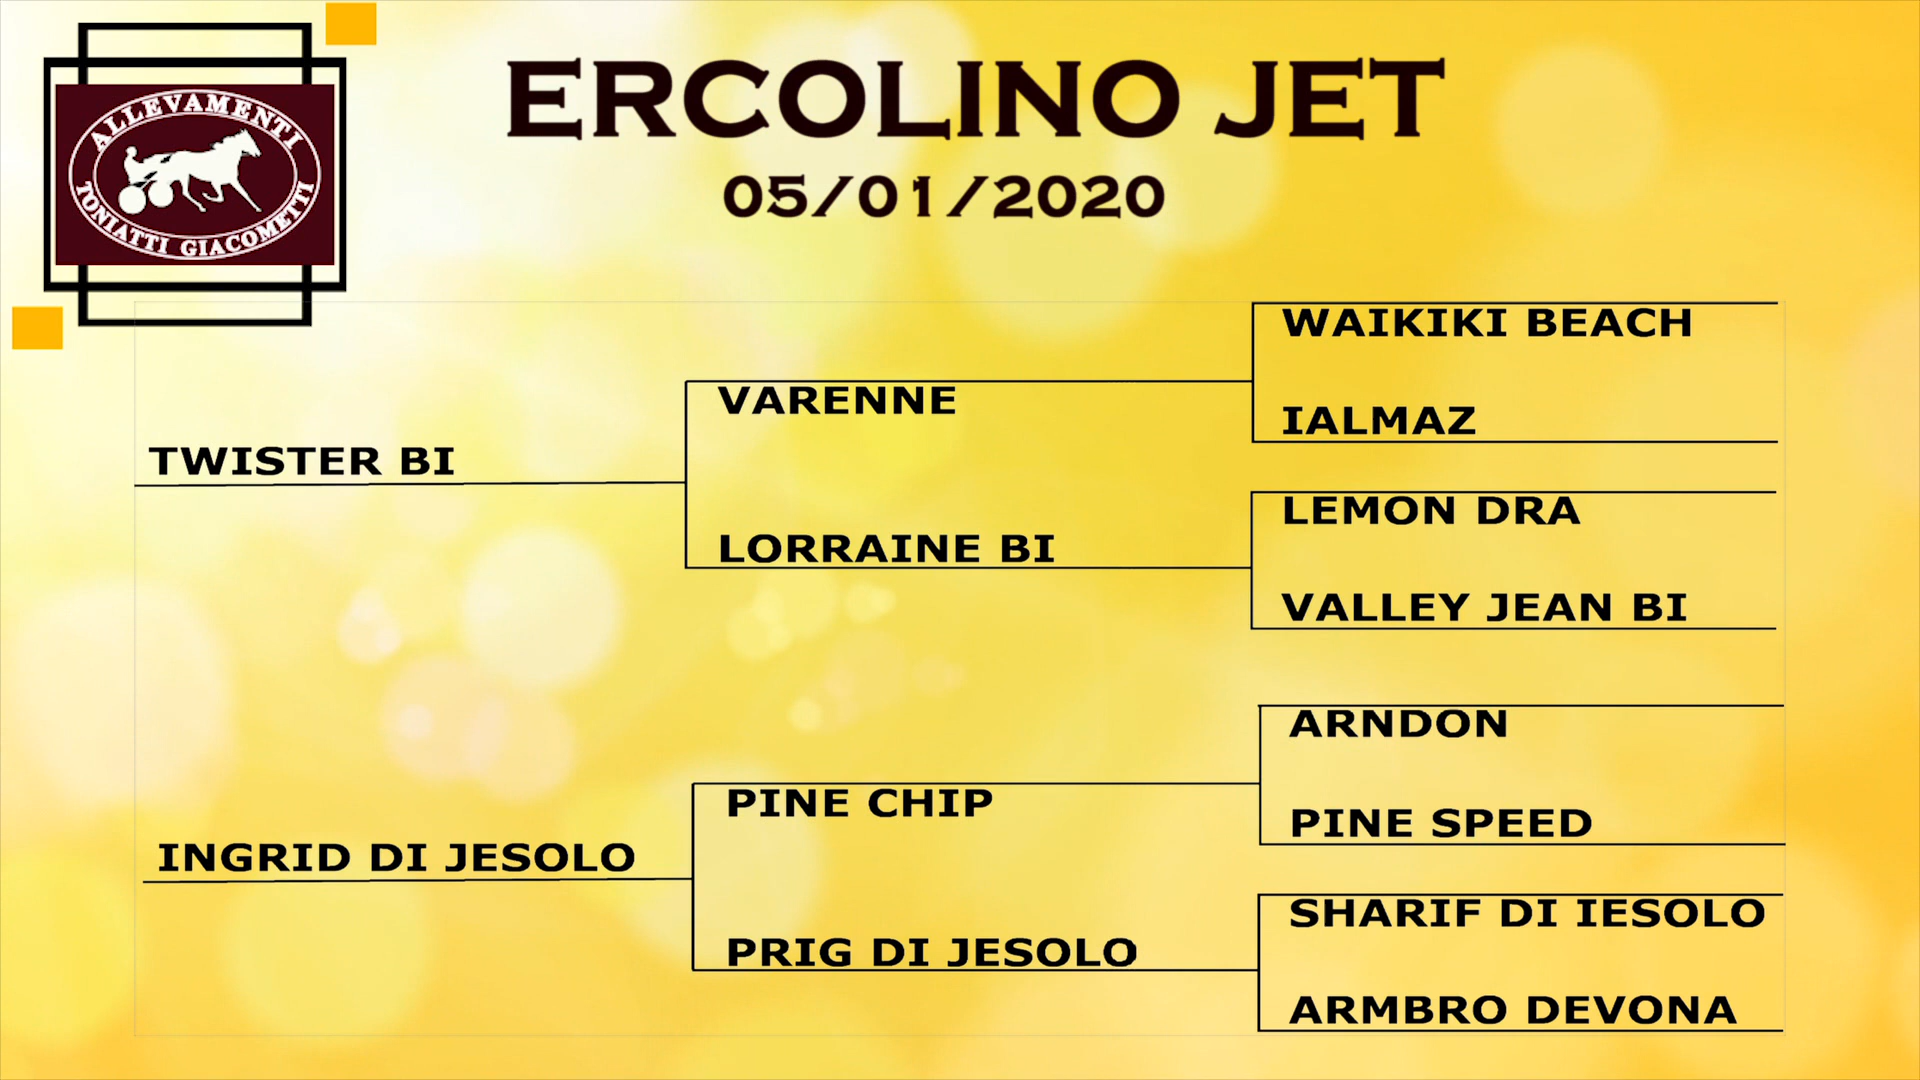 ALLEVAMENTI
TONIATTI GIACOMETTI
ERCOLINO JET
05/01/2020
WAIKIKI BEACH
VARENNE
IALMAZ
TWISTER BI
LEMON DRA
LORRAINE BI
VALLEY JEAN BI
ARNDON
PINE CHIP
PINE SPEED
INGRID DI JESOLO
SHARIF DI IESOLO
PRIG DI JESOLO
ARMBRO DEVONA